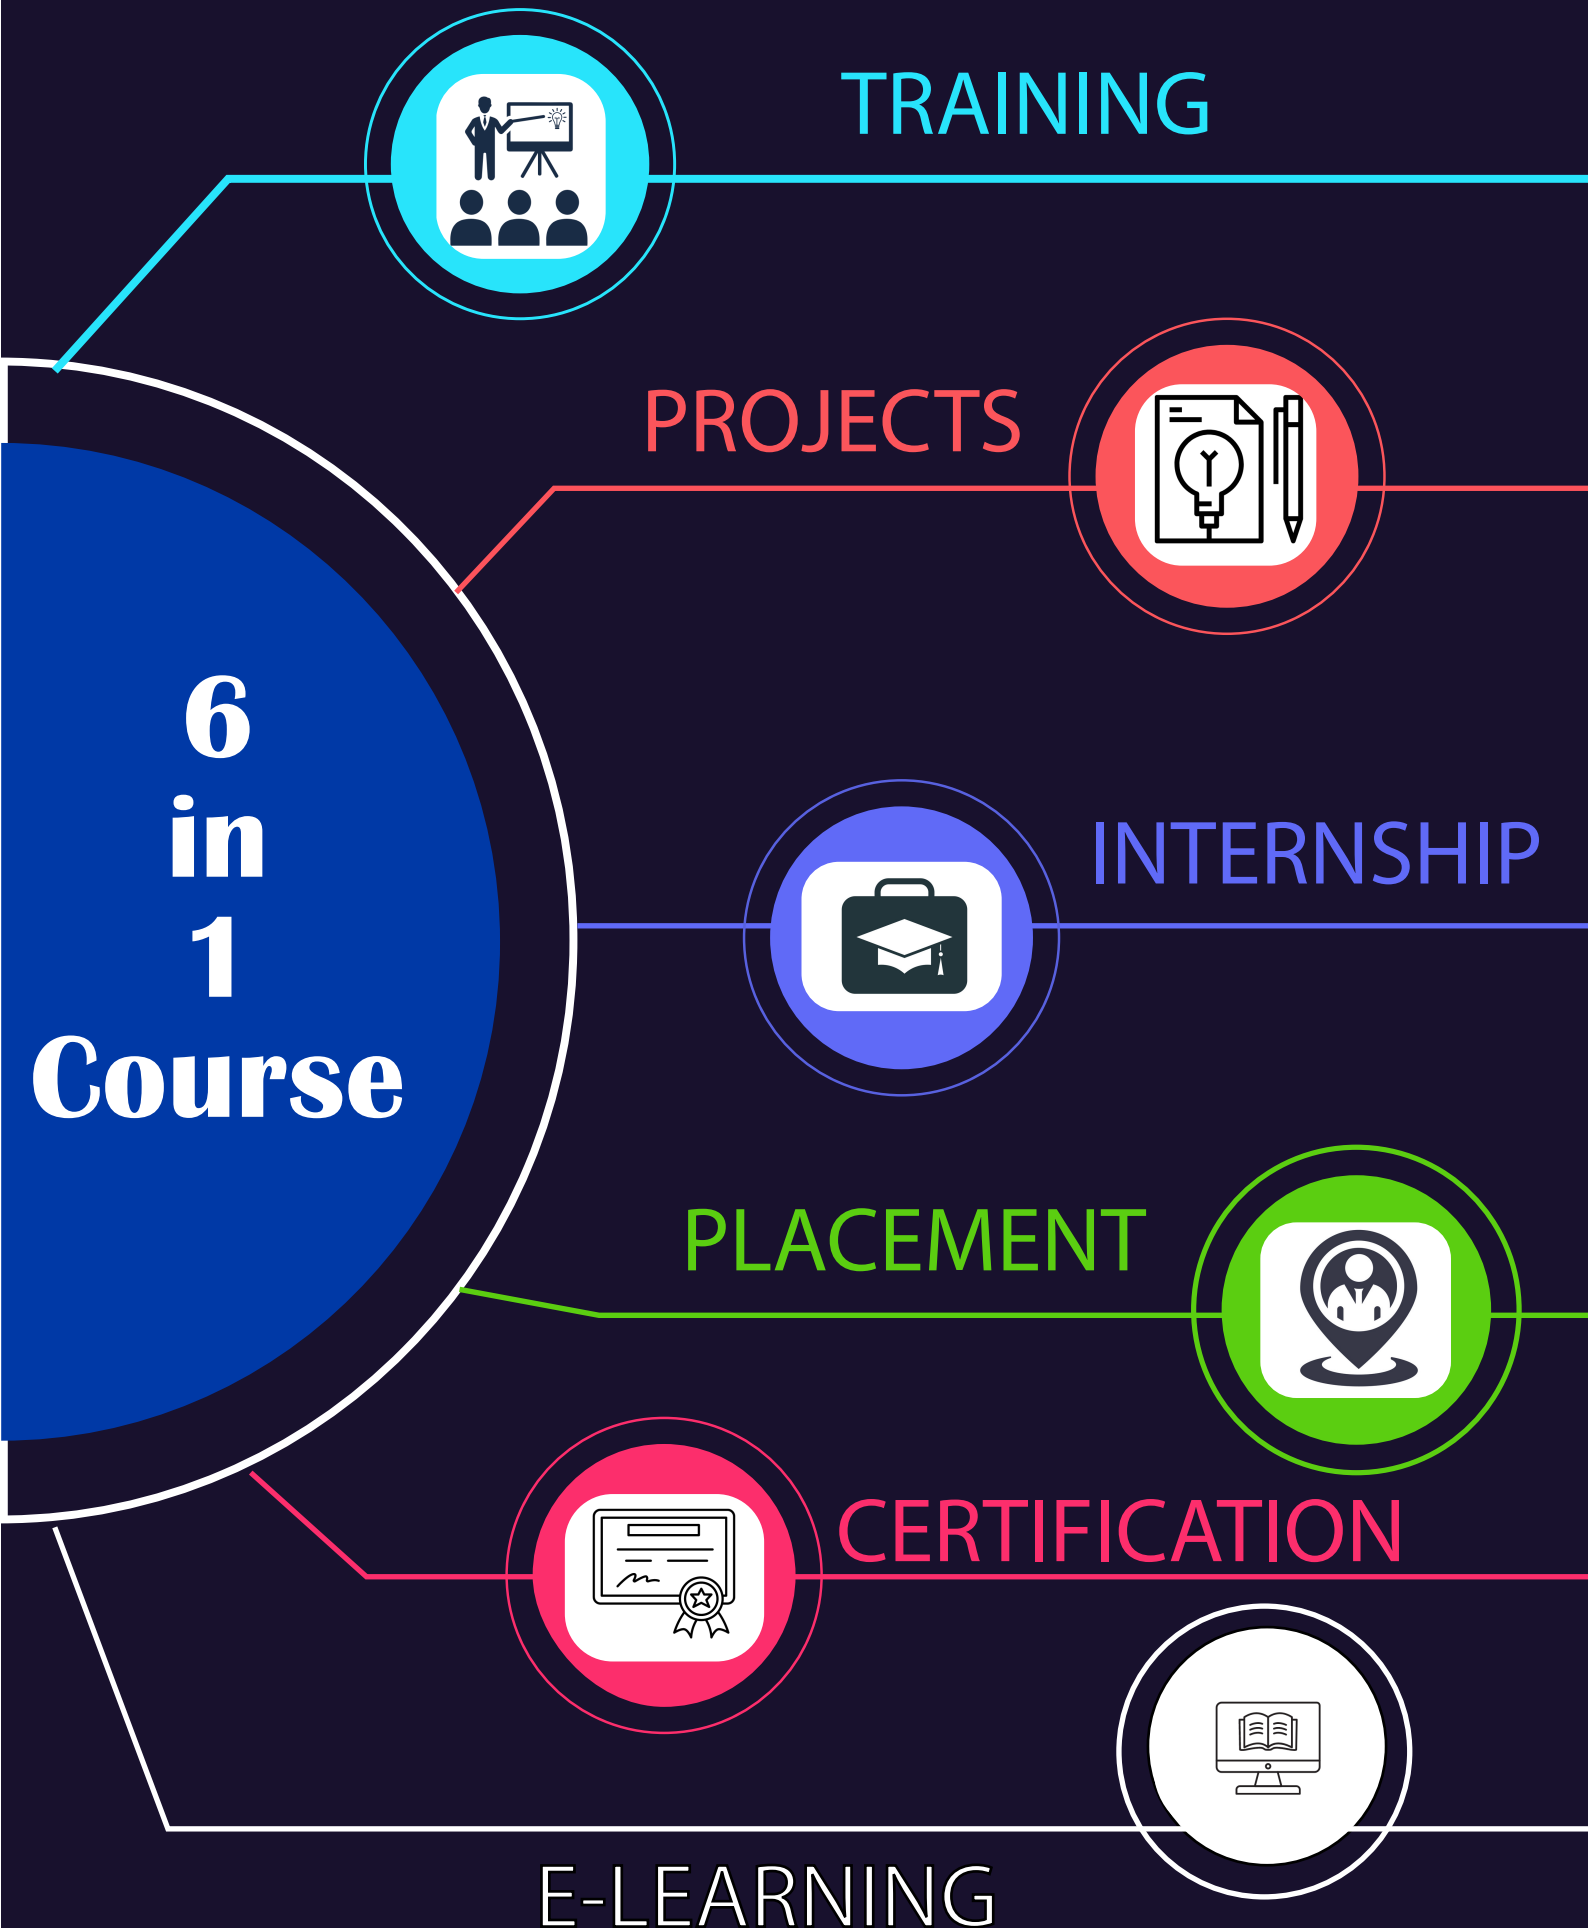 TRAINING
PROJECTS
6
in
1
Course
INTERNSHIP
PLACEMENT
CERTIFICATION
E-LEARNING